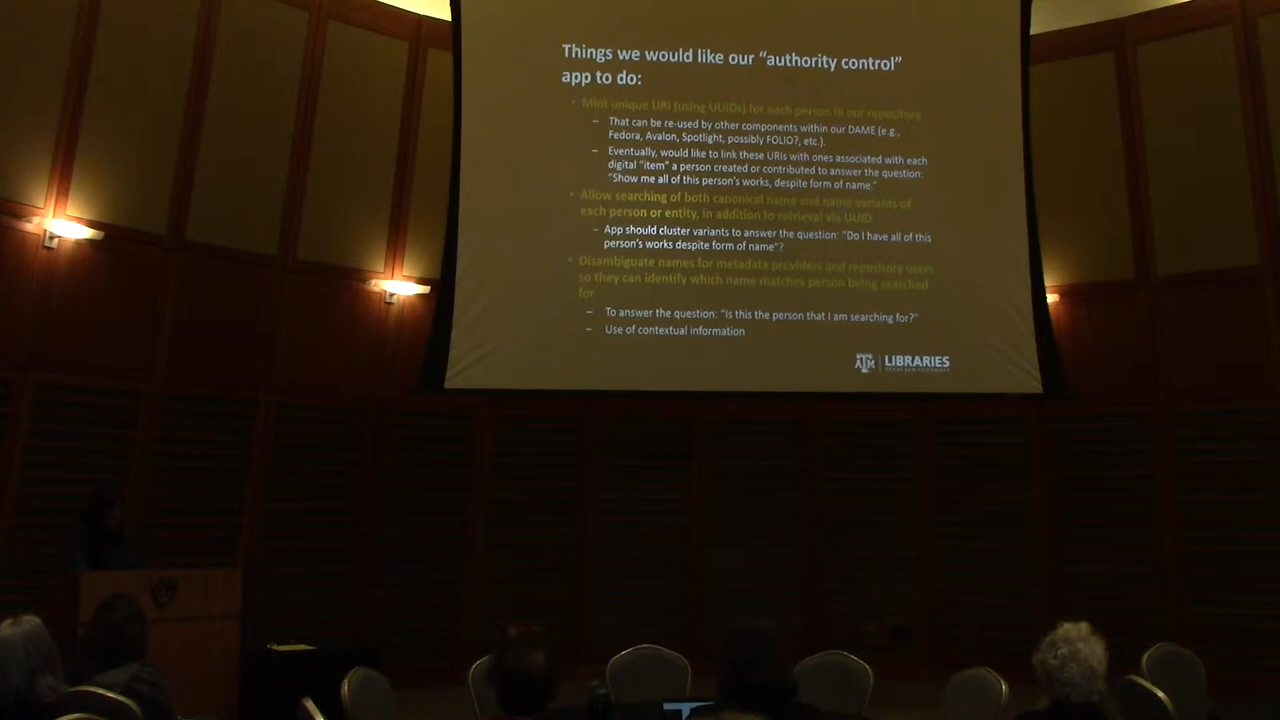 Things we would like our “authority control”
app to do:
• Mint unique URI (using UUIDs) for each person in our repository
– That can be re-used by other components within our DAME (e.g.,
Fedora, Avalon, Spotlight, possibly FOLIO?, etc.).
– Eventually, would like to link these URIs with ones associated with each
digital “item” a person created or contributed to answer the question:
“Show me all of this person’s works, despite form of name.”
• Allow searching of both canonical name and name variants of
each person or entity, in addition to retrieval via UUID
– App should cluster variants to answer the question: “Do I have all of this
person’s works despite form of name”?
• Disambiguate names for metadata providers and repository users
so they can identify which name matches person being searched
for
– To answer the question: “Is this the person that I am searching for?”
– Use of contextual information
ATM LIBRARIES
TEXAS A&M UNIVERSITY